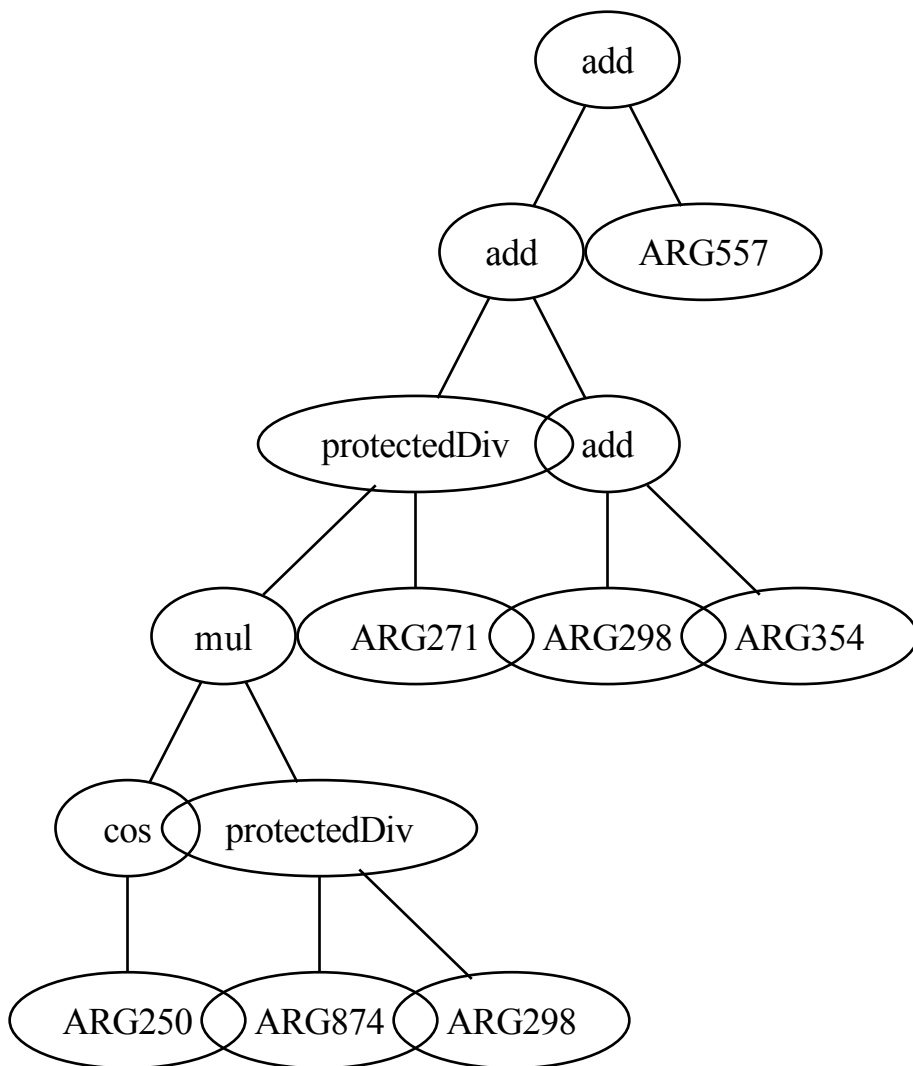 add
add ARG557
protectedDiv add
mul ARG271 ARG298 ARG354
cos protectedDiv
ARG250 ARG874 ARG298